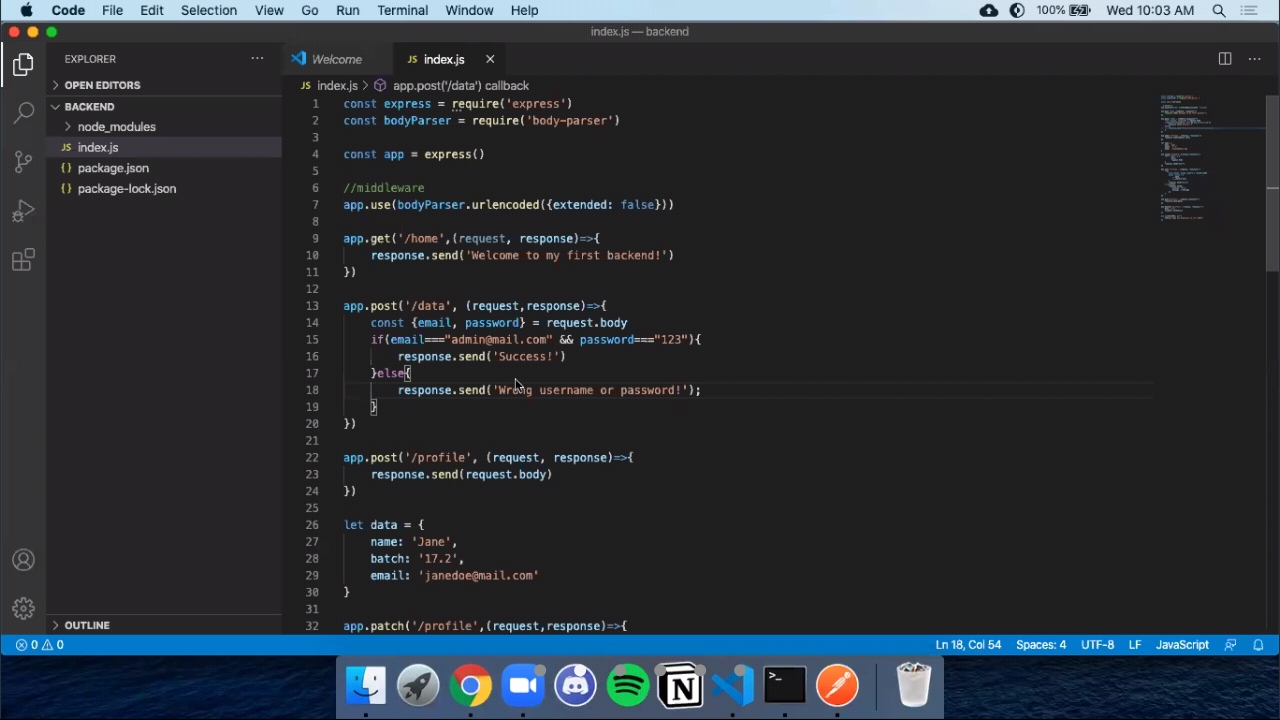 Code File Edit Selection View Go Run Terminal Window Help 100% Wed 10:03 AM
index.js — backend
EXPLORER
OPEN EDITORS
BACKEND
node_modules
index.js
package.json
package-lock.json
OUTLINE
Welcome
JS index.js
JS index.js > app.post('/data') callback
1 const express = require('express')
2 const bodyParser = require('body-parser')
3
4 const app = express()
5
6 //middleware
7 app.use(bodyParser.urlencoded({extended: false}))
8
9 app.get('/home',(request, response)=>{
10 response.send('Welcome to my first backend!')
11 })
12
13 app.post('/data', (request,response)=>{
14 const {email, password} = request.body
15 if(email==="admin@mail.com" && password==="123"){
16 response.send('Success!')
17 }else{
18 response.send('Wrong username or password!');
19 }
20 })
21
22 app.post('/profile', (request, response)=>{
23 response.send(request.body)
24 })
25
26 let data = {
27 name: 'Jane',
28 batch: '17.2',
29 email: 'janedoe@mail.com'
30 }
31
32 app.patch('/profile',(request,response)=>{
0 0 Ln 18, Col 54 Spaces: 4 UTF-8 LF JavaScript